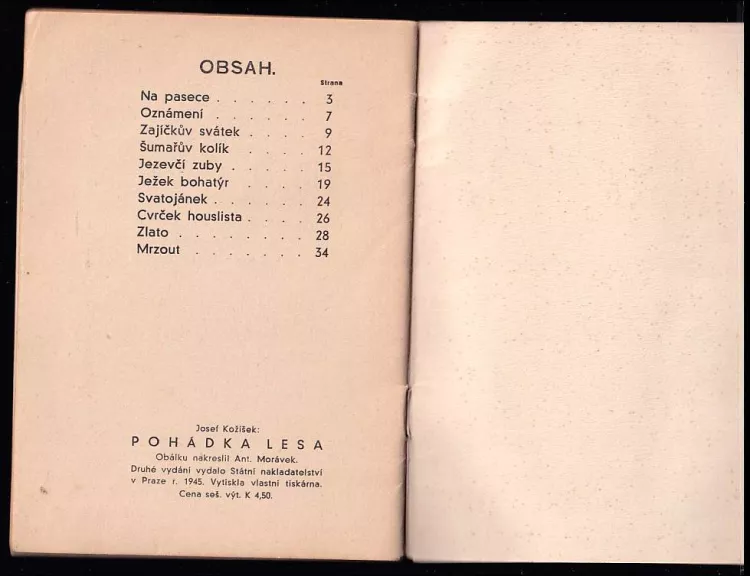 OBSAH.
Strana
Na pasece . . . . . . 3
Oznámení . . . . . . 7
Zajíčkův svátek . . . . 9
Šumařův kolík . . . . 12
Jezevčí zuby . . . . . 15
Ježek bohatýr . . . . 19
Svatojánek . . . . . . 24
Cvrček houslista . . . . 26
Zlato . . . . . . . . 28
Mrzout . . . . . . . 34
Josef Kožíšek:
POHÁDKA LESA
Obálku nakreslil Ant. Morávek.
Druhé vydání vydalo Státní nakladatelství
v Praze r. 1945. Vytiskla vlastní tiskárna.
Cena seš. výt. K 4,50.